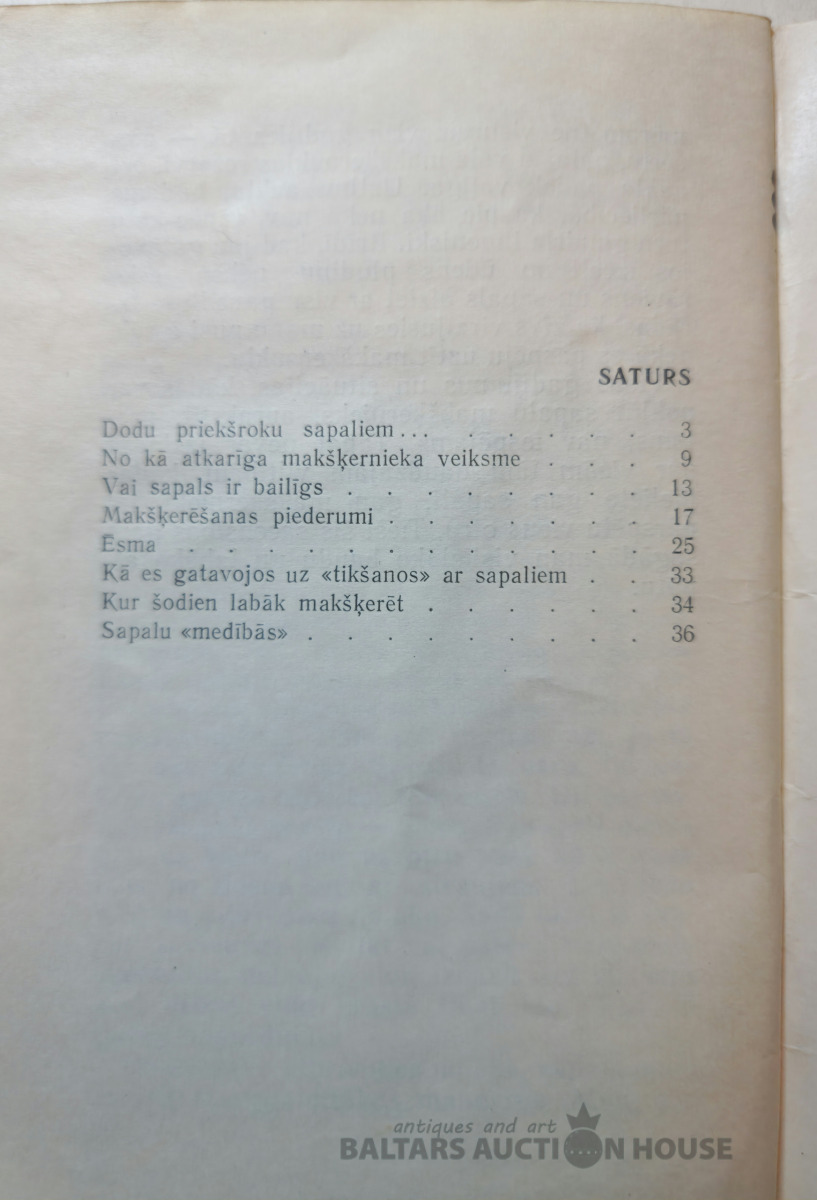 SATURS
Dodu priekšroku sapaliem... . . . . . 3
No kā atkarīga makšķernieka veiksme . . . 9
Vai sapals ir bailīgs . . . . . . . . 13
Makšķerēšanas piederumi . . . . . . . 17
Ēsma . . . . . . . . . . . . 25
Kā es gatavojos uz «tikšanos» ar sapaliem . . 33
Kur šodien labāk makšķerēt . . . . . . 34
Sapalu «medībās» . . . . . . . . . 36
antiques and art
BALTARS AUCTION HOUSE